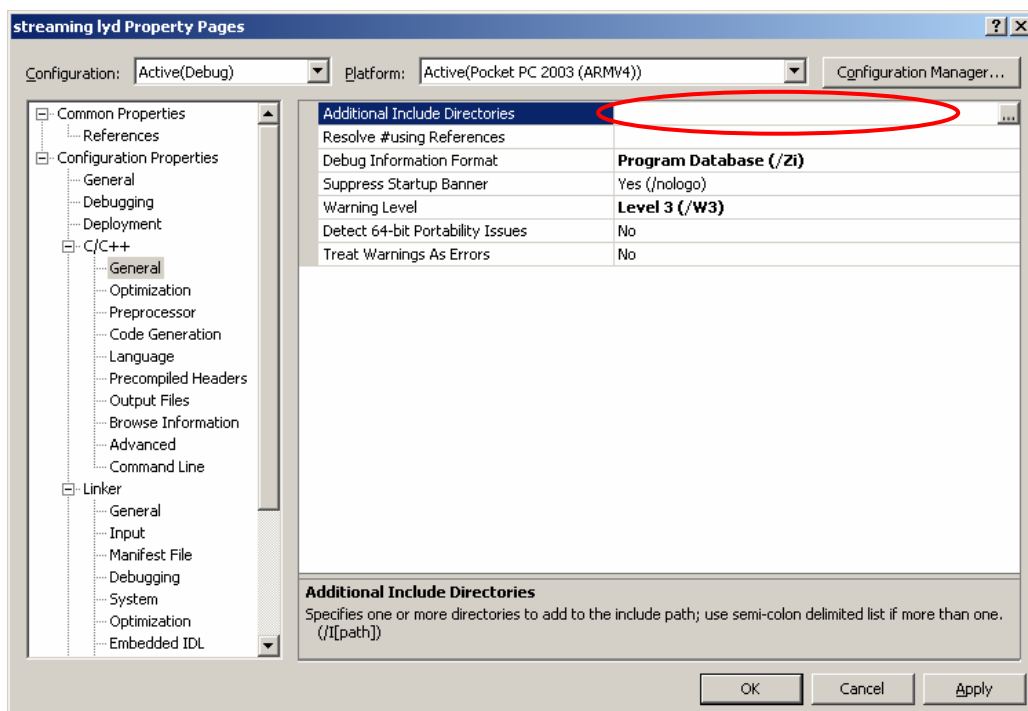 streaming lyd Property Pages
Configuration: Active(Debug) Platform: Active(Pocket PC 2003 (ARMV4)) Configuration Manager...
Common Properties
References
Configuration Properties
General
Debugging
Deployment
C/C++
General
Optimization
Preprocessor
Code Generation
Language
Precompiled Headers
Output Files
Browse Information
Advanced
Command Line
Linker
General
Input
Manifest File
Debugging
System
Optimization
Embedded IDL
Additional Include Directories ...
Resolve #using References
Debug Information Format Program Database (/Zi)
Suppress Startup Banner Yes (/nologo)
Warning Level Level 3 (/W3)
Detect 64-bit Portability Issues No
Treat Warnings As Errors No
Additional Include Directories
Specifies one or more directories to add to the include path; use semi-colon delimited list if more than one.
(/I[path])
OK Cancel Apply